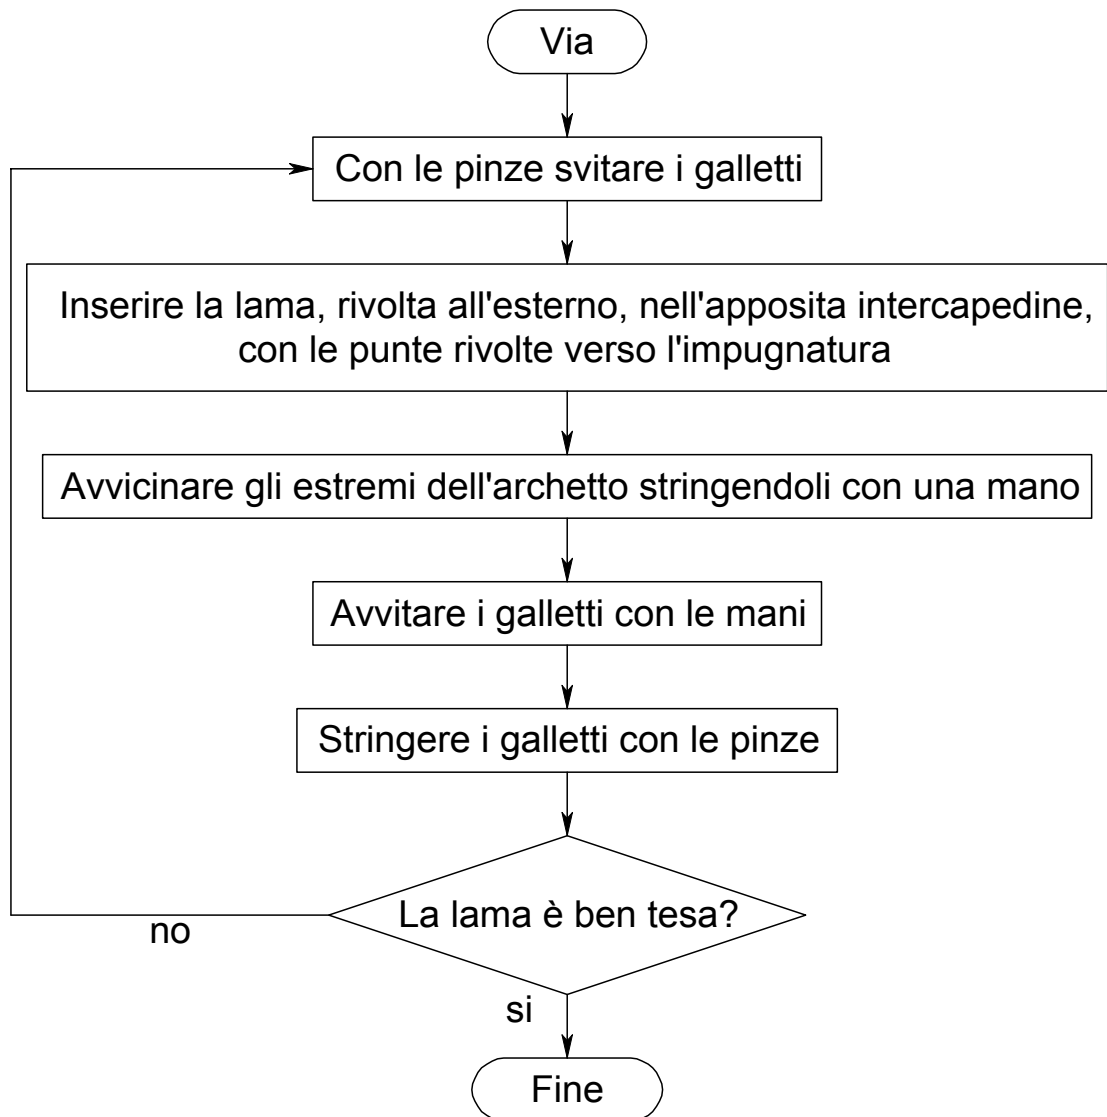 Via
Con le pinze svitare i galletti
Inserire la lama, rivolta all'esterno, nell'apposita intercapedine,
con le punte rivolte verso l'impugnatura
Avvicinare gli estremi dell'archetto stringendoli con una mano
Avvitare i galletti con le mani
Stringere i galletti con le pinze
La lama è ben tesa?
no
si
Fine